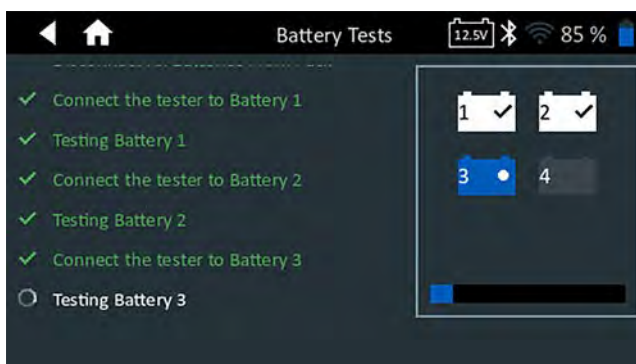 Battery Tests
12.5V
85 %
Connect the tester to Battery 1
Testing Battery 1
Connect the tester to Battery 2
Testing Battery 2
Connect the tester to Battery 3
Testing Battery 3
1
2
3
4